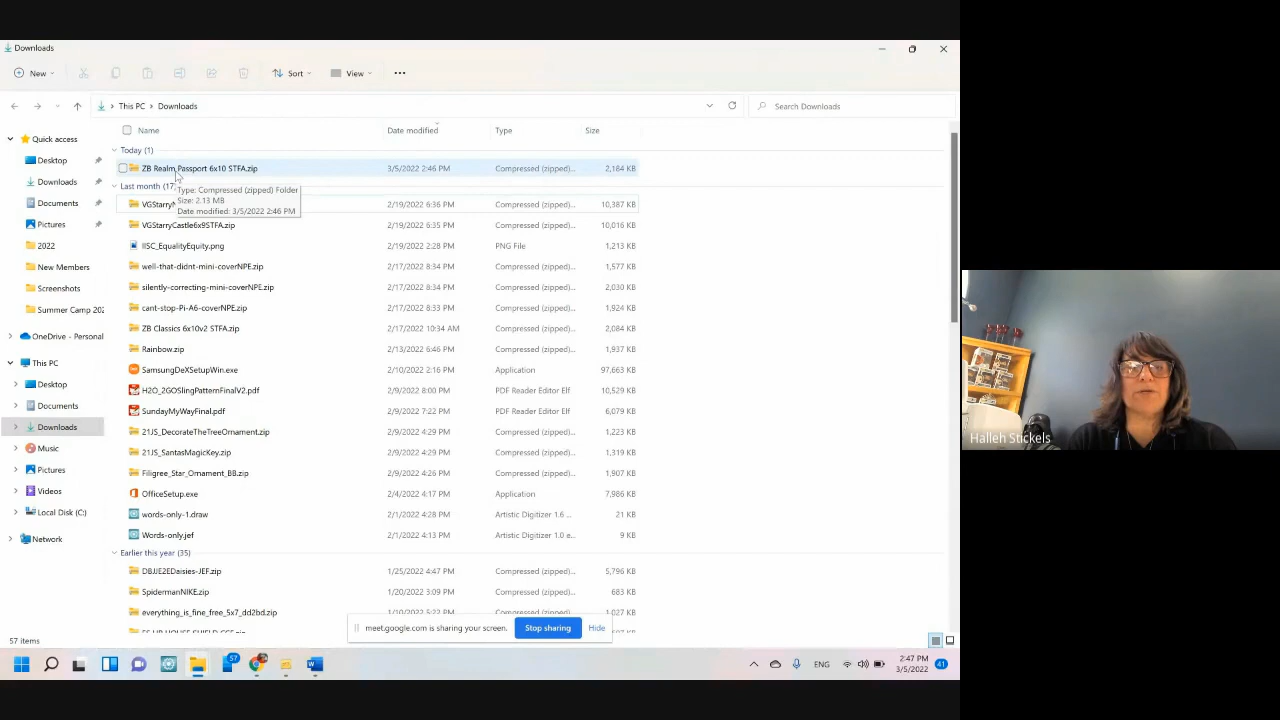 Downloads
New
Sort
View
This PC > Downloads
Search Downloads
Name Date modified Type Size
Quick access
Desktop
Downloads
Documents
Pictures
2022
New Members
Screenshots
Summer Camp 202
OneDrive - Personal
This PC
Desktop
Documents
Downloads
Music
Pictures
Videos
Local Disk (C:)
Network
Today (1)
ZB Realm Passport 6x10 STFA.zip 3/5/2022 2:46 PM Compressed (zipped)... 2,184 KB
Last month (17)
Type: Compressed (zipped) Folder
Size: 2.13 MB
Date modified: 3/5/2022 2:46 PM
2/19/2022 6:36 PM Compressed (zipped)... 10,387 KB
VGStarryCastle6x9STFA.zip 2/19/2022 6:35 PM Compressed (zipped)... 10,016 KB
IISC_EqualityEquity.png 2/19/2022 2:28 PM PNG File 1,213 KB
well-that-didnt-mini-coverNPE.zip 2/17/2022 8:34 PM Compressed (zipped)... 1,577 KB
silently-correcting-mini-coverNPE.zip 2/17/2022 8:34 PM Compressed (zipped)... 2,030 KB
cant-stop-Pi-A6-coverNPE.zip 2/17/2022 8:33 PM Compressed (zipped)... 1,924 KB
ZB Classics 6x10v2 STFA.zip 2/17/2022 10:34 AM Compressed (zipped)... 2,084 KB
Rainbow.zip 2/13/2022 6:46 PM Compressed (zipped)... 1,937 KB
SamsungDeXSetupWin.exe 2/10/2022 2:16 PM Application 97,663 KB
H2O_2GOSlingPatternFinalV2.pdf 2/9/2022 8:00 PM PDF Reader Editor Elf 10,529 KB
SundayMyWayFinal.pdf 2/9/2022 7:22 PM PDF Reader Editor Elf 6,079 KB
21JS_DecorateTheTreeOrnament.zip 2/9/2022 4:29 PM Compressed (zipped)... 1,223 KB
21JS_SantasMagicKey.zip 2/9/2022 4:29 PM Compressed (zipped)... 1,319 KB
Filigree_Star_Ornament_BB.zip 2/9/2022 4:26 PM Compressed (zipped)... 1,907 KB
OfficeSetup.exe 2/4/2022 4:17 PM Application 7,986 KB
words-only-1.draw 2/1/2022 4:28 PM Artistic Digitizer 1.6 ... 21 KB
Words-only.jef 2/1/2022 4:13 PM Artistic Digitizer 1.0 e... 9 KB
Earlier this year (35)
DBJJE2EDaisies-JEF.zip 1/25/2022 4:47 PM Compressed (zipped)... 5,796 KB
SpidermanNIKE.zip 1/20/2022 3:09 PM Compressed (zipped)... 683 KB
everything_is_fine_free_5x7_dd2bd.zip 1/10/2022 5:22 PM Compressed (zipped)... 1,027 KB
meet.google.com is sharing your screen. Stop sharing Hide
57 items
57
ENG
2:47 PM
3/5/2022
41
Halleh Stickels